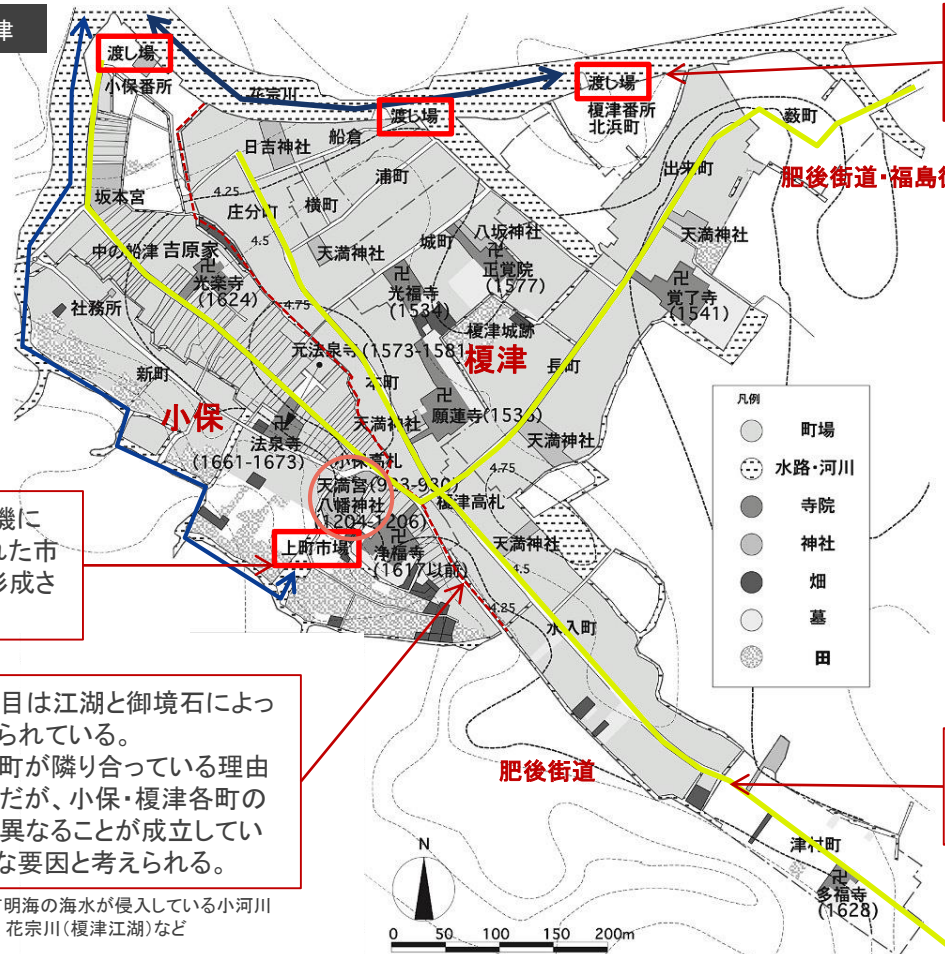 津
渡し場
小保番所
花宗川
渡し場
渡し場
榎津番所
北浜町
藪町
肥後街道・福島
日吉神社
船倉
浦町
出来町
坂本宮
4.25
庄分町
横町
4.5
城町
八坂神社
卍
正覚院
(1577)
天満神社
中の船津
吉原家
卍
光楽寺
(1624)
天満神社
卍
光福寺
(1534)
卍
覚了寺
(1541)
社務所
4.75
榎津城跡
元法泉寺(1573-1581)
榎津
長町
新町
本町
卍
願蓮寺
小保
卍
法泉寺
(1661-1673)
天満神社
天満神社
小保高札
4.75
天満宮
八幡神社
(1204-1206)
榎津高札
上町市場
卍
浄福寺
(1617以前)
天満神社
4.5
4.25
水入町
肥後街道
津村町
卍
多福寺
(1628)
凡例
町場
水路・河川
寺院
神社
畑
墓
田
機に
れた市
形成さ
目は江湖と御境石によっ
られている。
町が隣り合っている理由
だが、小保・榎津各町の
異なることが成立してい
な要因と考えられる。
明海の海水が侵入している小河川
花宗川(榎津江湖)など
N
0 50 100 150 200m